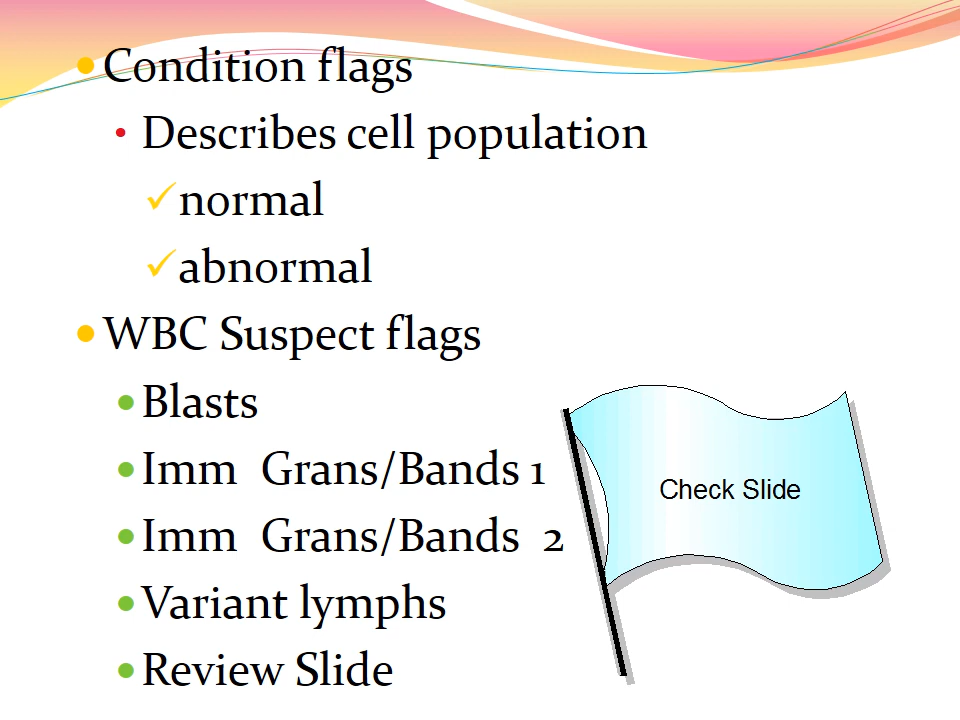 Condition flags
Describes cell population
normal
abnormal
WBC Suspect flags
Blasts
Imm  Grans/Bands 1
Imm  Grans/Bands  2
Variant lymphs
Review Slide
Check Slide